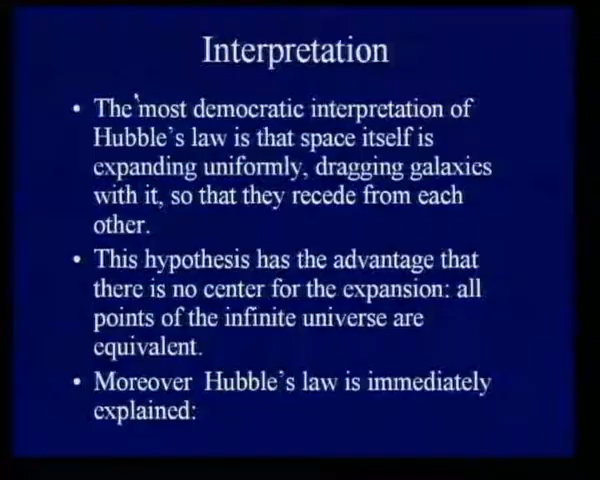 Interpretation
• The most democratic interpretation of
Hubble's law is that space itself is
expanding uniformly, dragging galaxies
with it, so that they recede from each
other.
• This hypothesis has the advantage that
there is no center for the expansion: all
points of the infinite universe are
equivalent.
• Moreover Hubble's law is immediately
explained: